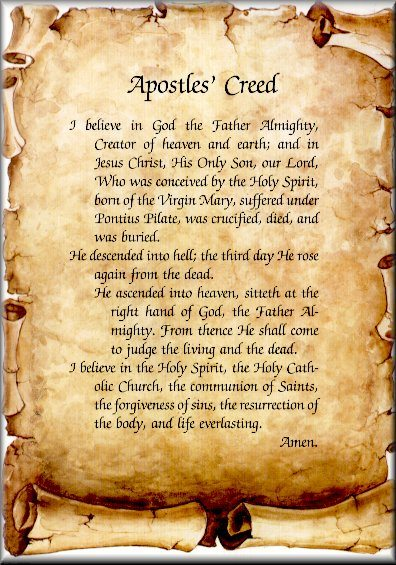 Apostles' Creed
I believe in God the Father Almighty,
Creator of heaven and earth; and in
Jesus Christ, His Only Son, our Lord,
Who was conceived by the Holy Spirit,
born of the Virgin Mary, suffered under
Pontius Pilate, was crucified, died, and
was buried.
He descended into hell; the third day He rose
again from the dead.
He ascended into heaven, sitteth at the
right hand of God, the Father Al-
mighty. From thence He shall come
to judge the living and the dead.
I believe in the Holy Spirit, the Holy Cath-
olic Church, the communion of Saints,
the forgiveness of sins, the resurrection of
the body, and life everlasting.
Amen.